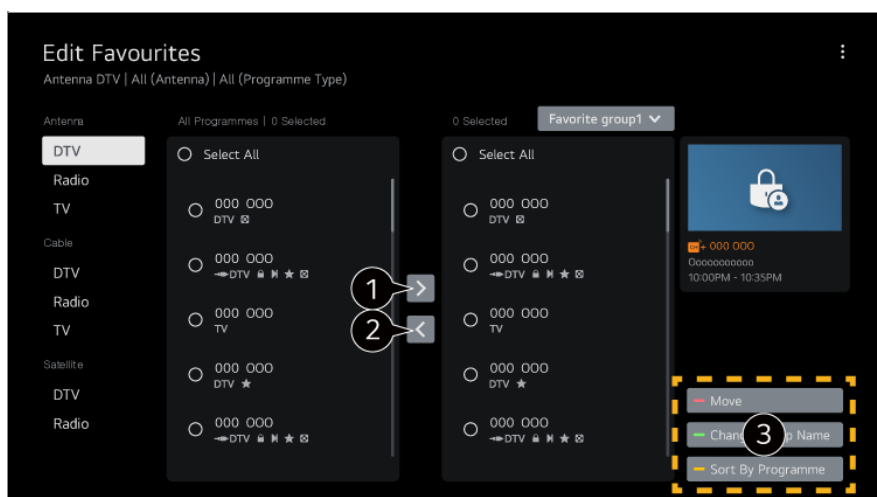 Edit Favourites
Antenna DTV | All (Antenna) | All (Programme Type)
Antenna
DTV
Radio
TV
Cable
DTV
Radio
TV
Satellite
DTV
Radio
All Programmes | 0 Selected
Select All
000 000
DTV
000 000
DTV
000 000
TV
000 000
DTV
000 000
DTV
1
2
0 Selected
Favorite group1
Select All
000 000
DTV
000 000
DTV
000 000
TV
000 000
DTV
000 000
DTV
CH+ 000 000
Ooooooooooo
10:00PM - 10:35PM
Move
3
Name
Sort By Programme